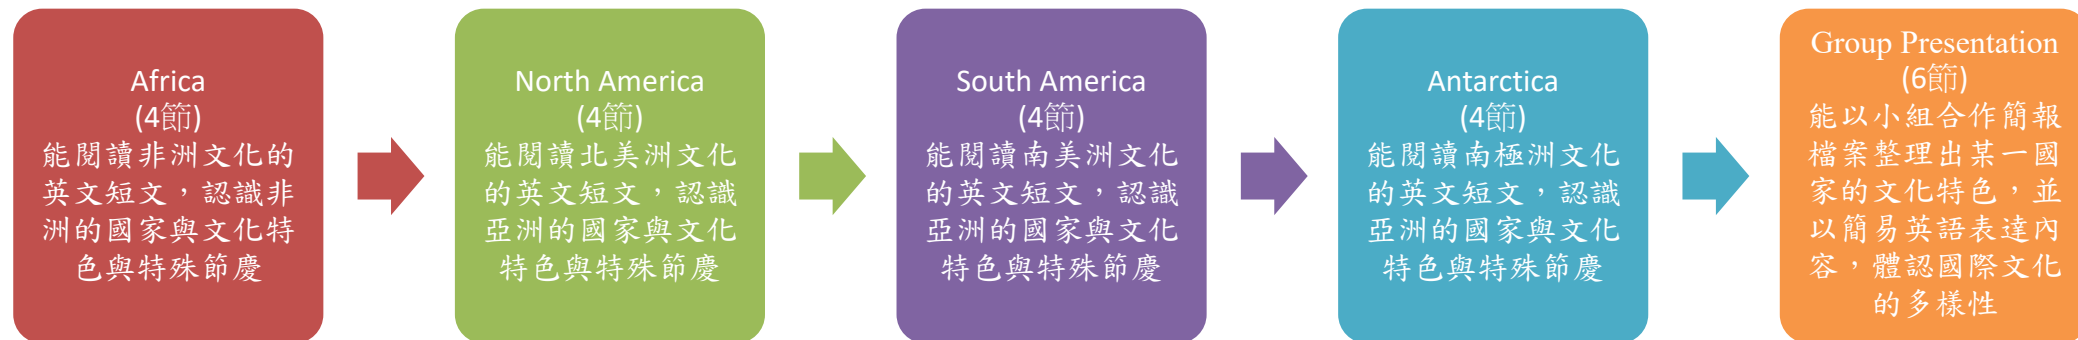 Africa
(4節)
能閱讀非洲文化的
英文短文，認識非
洲的國家與文化特
色與特殊節慶
North America
(4節)
能閱讀北美洲文化
的英文短文，認識
亞洲的國家與文化
特色與特殊節慶
South America
(4節)
能閱讀南美洲文化
的英文短文，認識
亞洲的國家與文化
特色與特殊節慶
Antarctica
(4節)
能閱讀南極洲文化
的英文短文，認識
亞洲的國家與文化
特色與特殊節慶
Group Presentation
(6節)
能以小組合作簡報
檔案整理出某一國
家的文化特色，並
以簡易英語表達內
容，體認國際文化
的多樣性